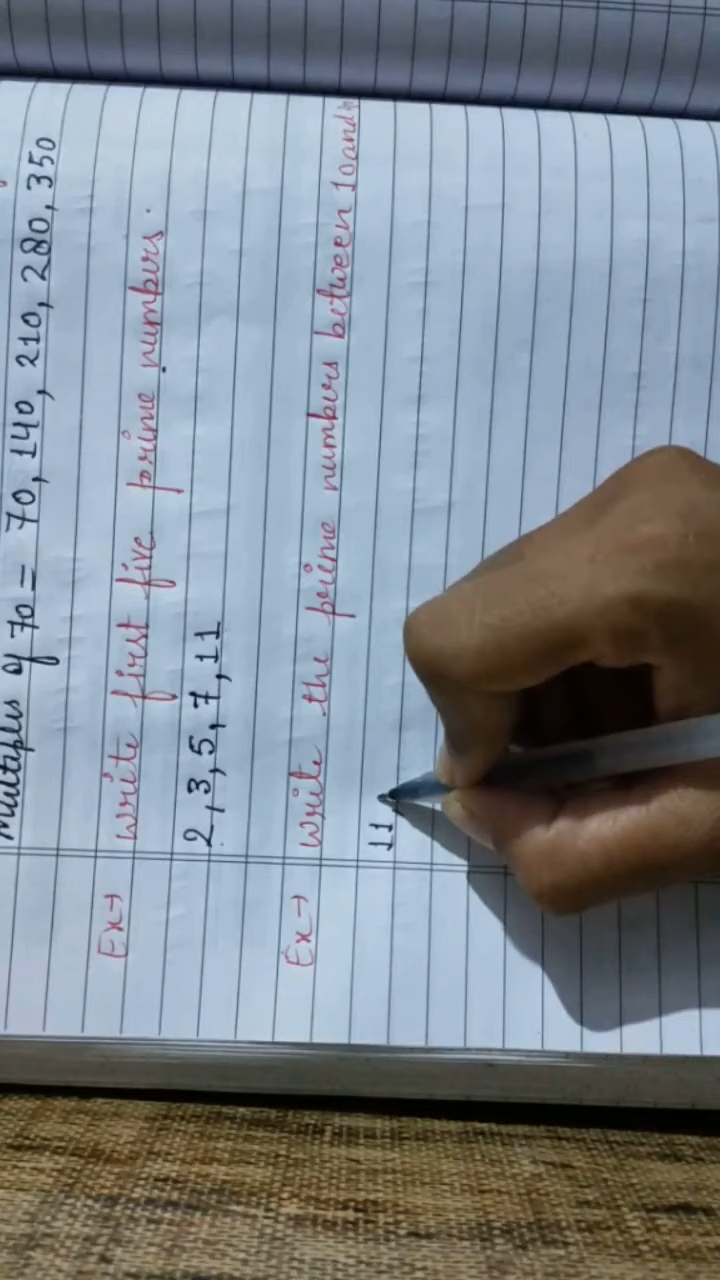 Multiples of 70 = 70, 140, 210, 280, 350
Ex→ Write first five prime numbers.
2, 3, 5, 7, 11
Ex→ Write the prime numbers between 10 and
11